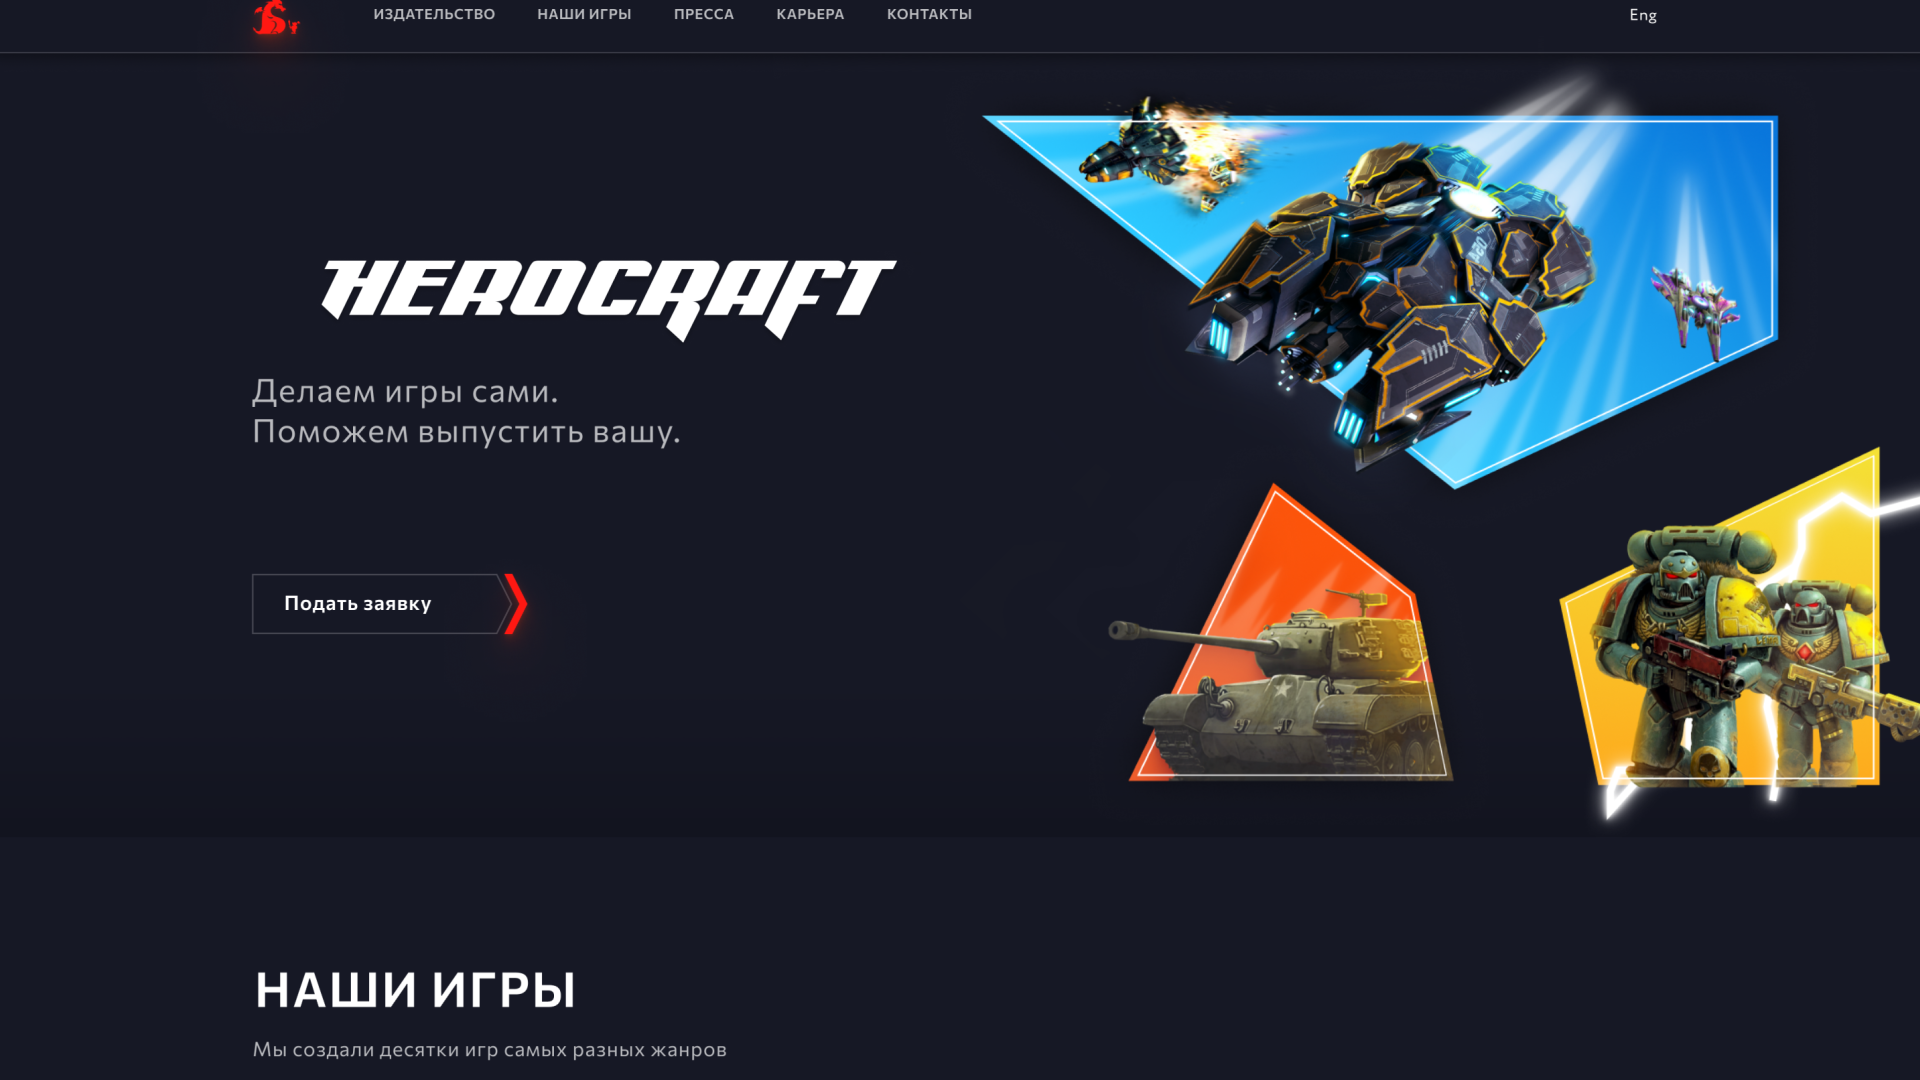 ИЗДАТЕЛЬСТВО
НАШИ ИГРЫ
ПРЕССА
КАРЬЕРА
КОНТАКТЫ
Eng
HEROCRAFT
Делаем игры сами.
Поможем выпустить вашу.
Подать заявку
НАШИ ИГРЫ
Мы создали десятки игр самых разных жанров